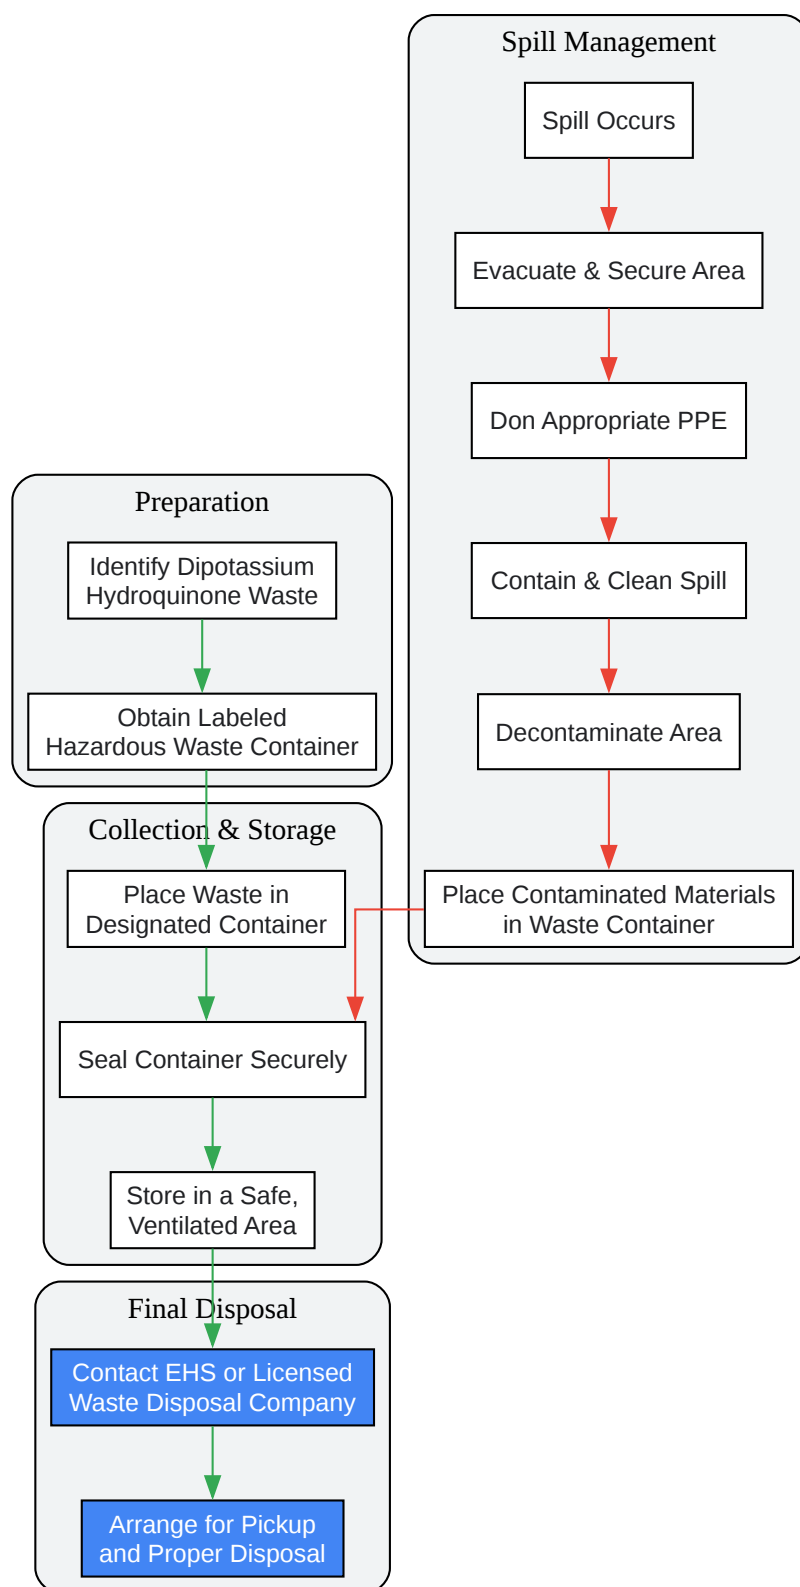 Spill Management
Spill Occurs
Evacuate & Secure Area
Don Appropriate PPE
Contain & Clean Spill
Decontaminate Area
Place Contaminated Materials
in Waste Container
Preparation
Identify Dipotassium
Hydroquinone Waste
Obtain Labeled
Hazardous Waste Container
Collection & Storage
Place Waste in
Designated Container
Seal Container Securely
Store in a Safe,
Ventilated Area
Final Disposal
Contact EHS or Licensed
Waste Disposal Company
Arrange for Pickup
and Proper Disposal